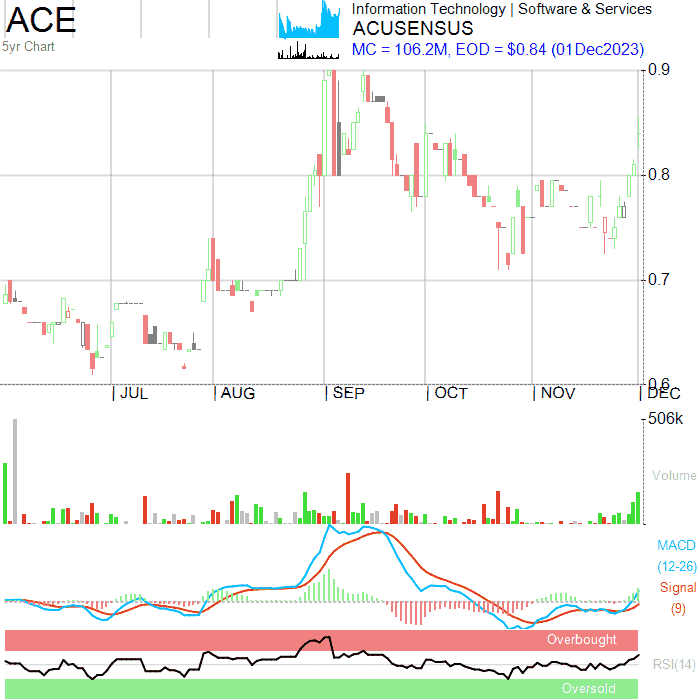 ACE
5yr Chart
Information Technology | Software & Services
ACUSENSUS
MC = 106.2M, EOD = $0.84 (01Dec2023)
0.9
0.8
0.7
0.6
JUL AUG SEP OCT NOV DEC
506k
Volume
MACD
(12-26)
Signal
(9)
Overbought
RSI(14)
Oversold